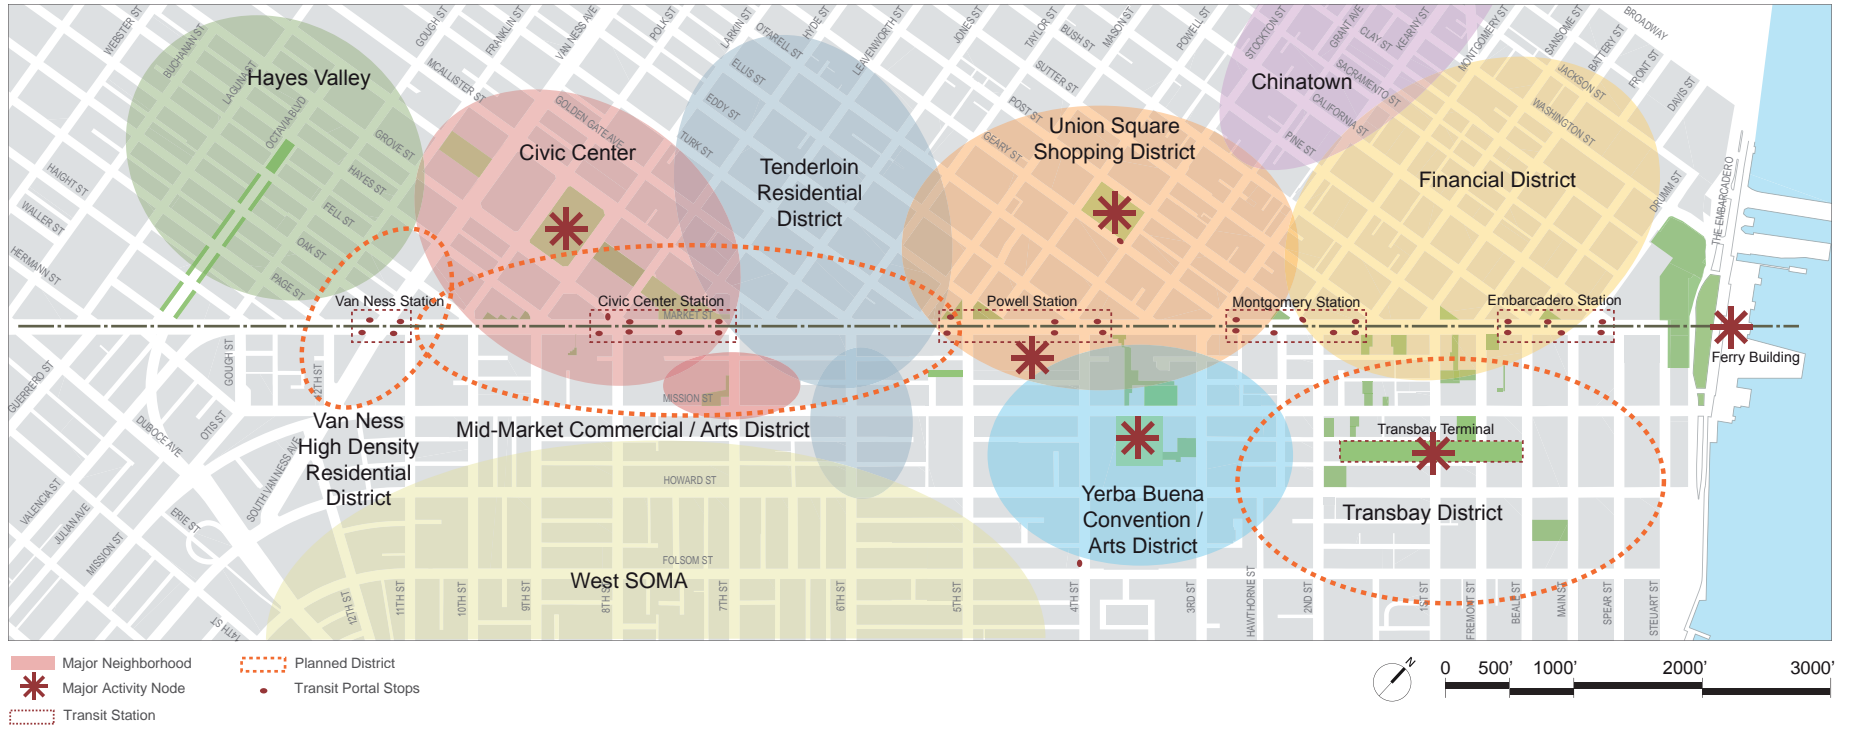 WEBSTER ST
BUCHANAN ST
LAGUNA ST
OCTAVIA BLVD
GOUGH ST
FRANKLIN ST
VAN NESS AVE
POLK ST
LARKIN ST
O'FARELL ST
HYDE ST
LEAVENWORTH ST
JONES ST
TAYLOR ST
BUSH ST
MASON ST
POWELL ST
STOCKTON ST
GRANT AVE
CLAY ST
KEARNY ST
MONTGOMERY ST
SANSOME ST
BATTERY ST
BROADWAY
FRONT ST
DAVIS ST
JACKSON ST
WASHINGTON ST
SACRAMENTO ST
CALIFORNIA ST
PINE ST
SUTTER ST
POST ST
GEARY ST
ELLIS ST
EDDY ST
TURK ST
GOLDEN GATE AVE
MCALLISTER ST
GROVE ST
HAYES ST
FELL ST
OAK ST
PAGE ST
HAIGHT ST
WALLER ST
HERMANN ST
DRUMM ST
THE EMBARCADERO
Hayes Valley
Civic Center
Tenderloin
Residential
District
Union Square
Shopping District
Chinatown
Financial District
Van Ness Station
Civic Center Station
MARKET ST
Powell Station
Montgomery Station
Embarcadero Station
Ferry Building
GUERRERO ST
GOUGH ST
12TH ST
MISSION ST
DUBOCE AVE
OTIS ST
SOUTH VAN NESS AVE
VALENCIA ST
JULIAN AVE
MISSION ST
ERIE ST
14TH ST
Van Ness
High Density
Residential
District
Mid-Market Commercial / Arts District
HOWARD ST
FOLSOM ST
West SOMA
Yerba Buena
Convention /
Arts District
Transbay Terminal
Transbay District
12TH ST
11TH ST
10TH ST
9TH ST
8TH ST
7TH ST
6TH ST
5TH ST
4TH ST
3RD ST
HAWTHORNE ST
2ND ST
1ST ST
FREMONT ST
BEALE ST
MAIN ST
SPEAR ST
STEUART ST
Major Neighborhood
Major Activity Node
Transit Station
Planned District
Transit Portal Stops
N
0 500' 1000' 2000' 3000'